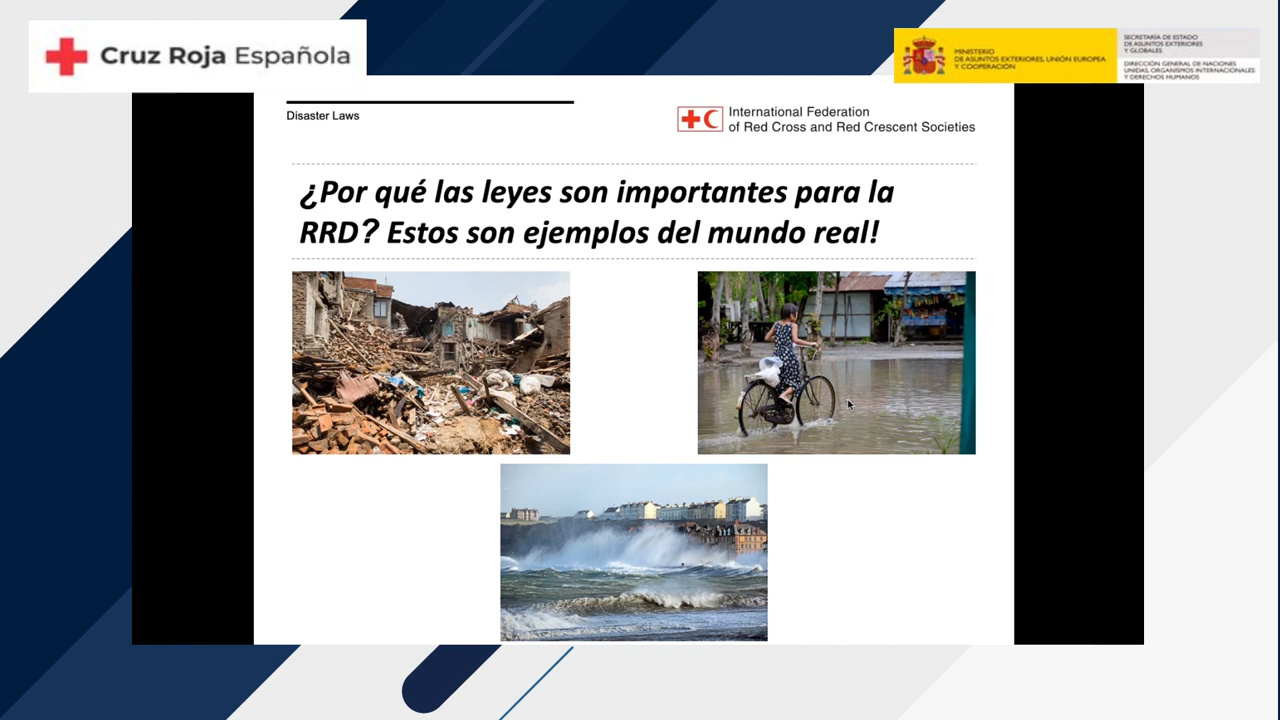 Cruz Roja Española
MINISTERIO
DE ASUNTOS EXTERIORES, UNIÓN EUROPEA
Y COOPERACIÓN
SECRETARÍA DE ESTADO
DE ASUNTOS EXTERIORES
Y GLOBALES
DIRECCIÓN GENERAL DE NACIONES
UNIDAS, ORGANISMOS INTERNACIONALES
Y DERECHOS HUMANOS
Disaster Laws
International Federation
of Red Cross and Red Crescent Societies
¿Por qué las leyes son importantes para la
RRD? Estos son ejemplos del mundo real!